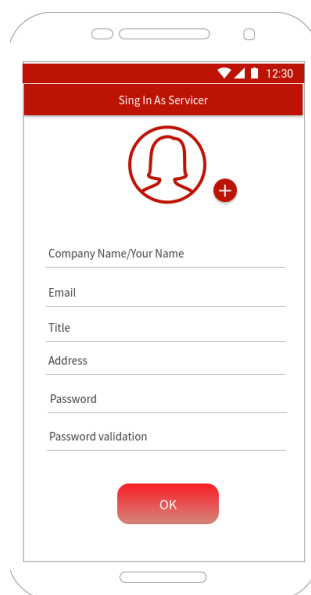 12:30
Sing In As Servicer
Company Name/Your Name
Email
Title
Address
Password
Password validation
OK